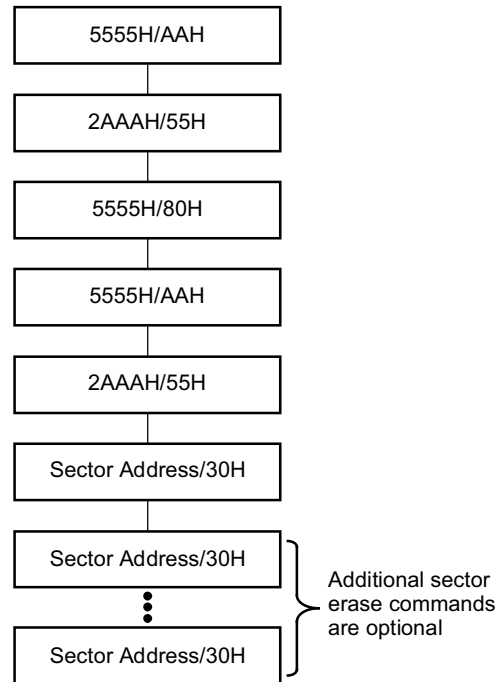 5555H/AAH
2AAAH/55H
5555H/80H
5555H/AAH
2AAAH/55H
Sector Address/30H
Sector Address/30H
Sector Address/30H
Additional sector
erase commands
are optional